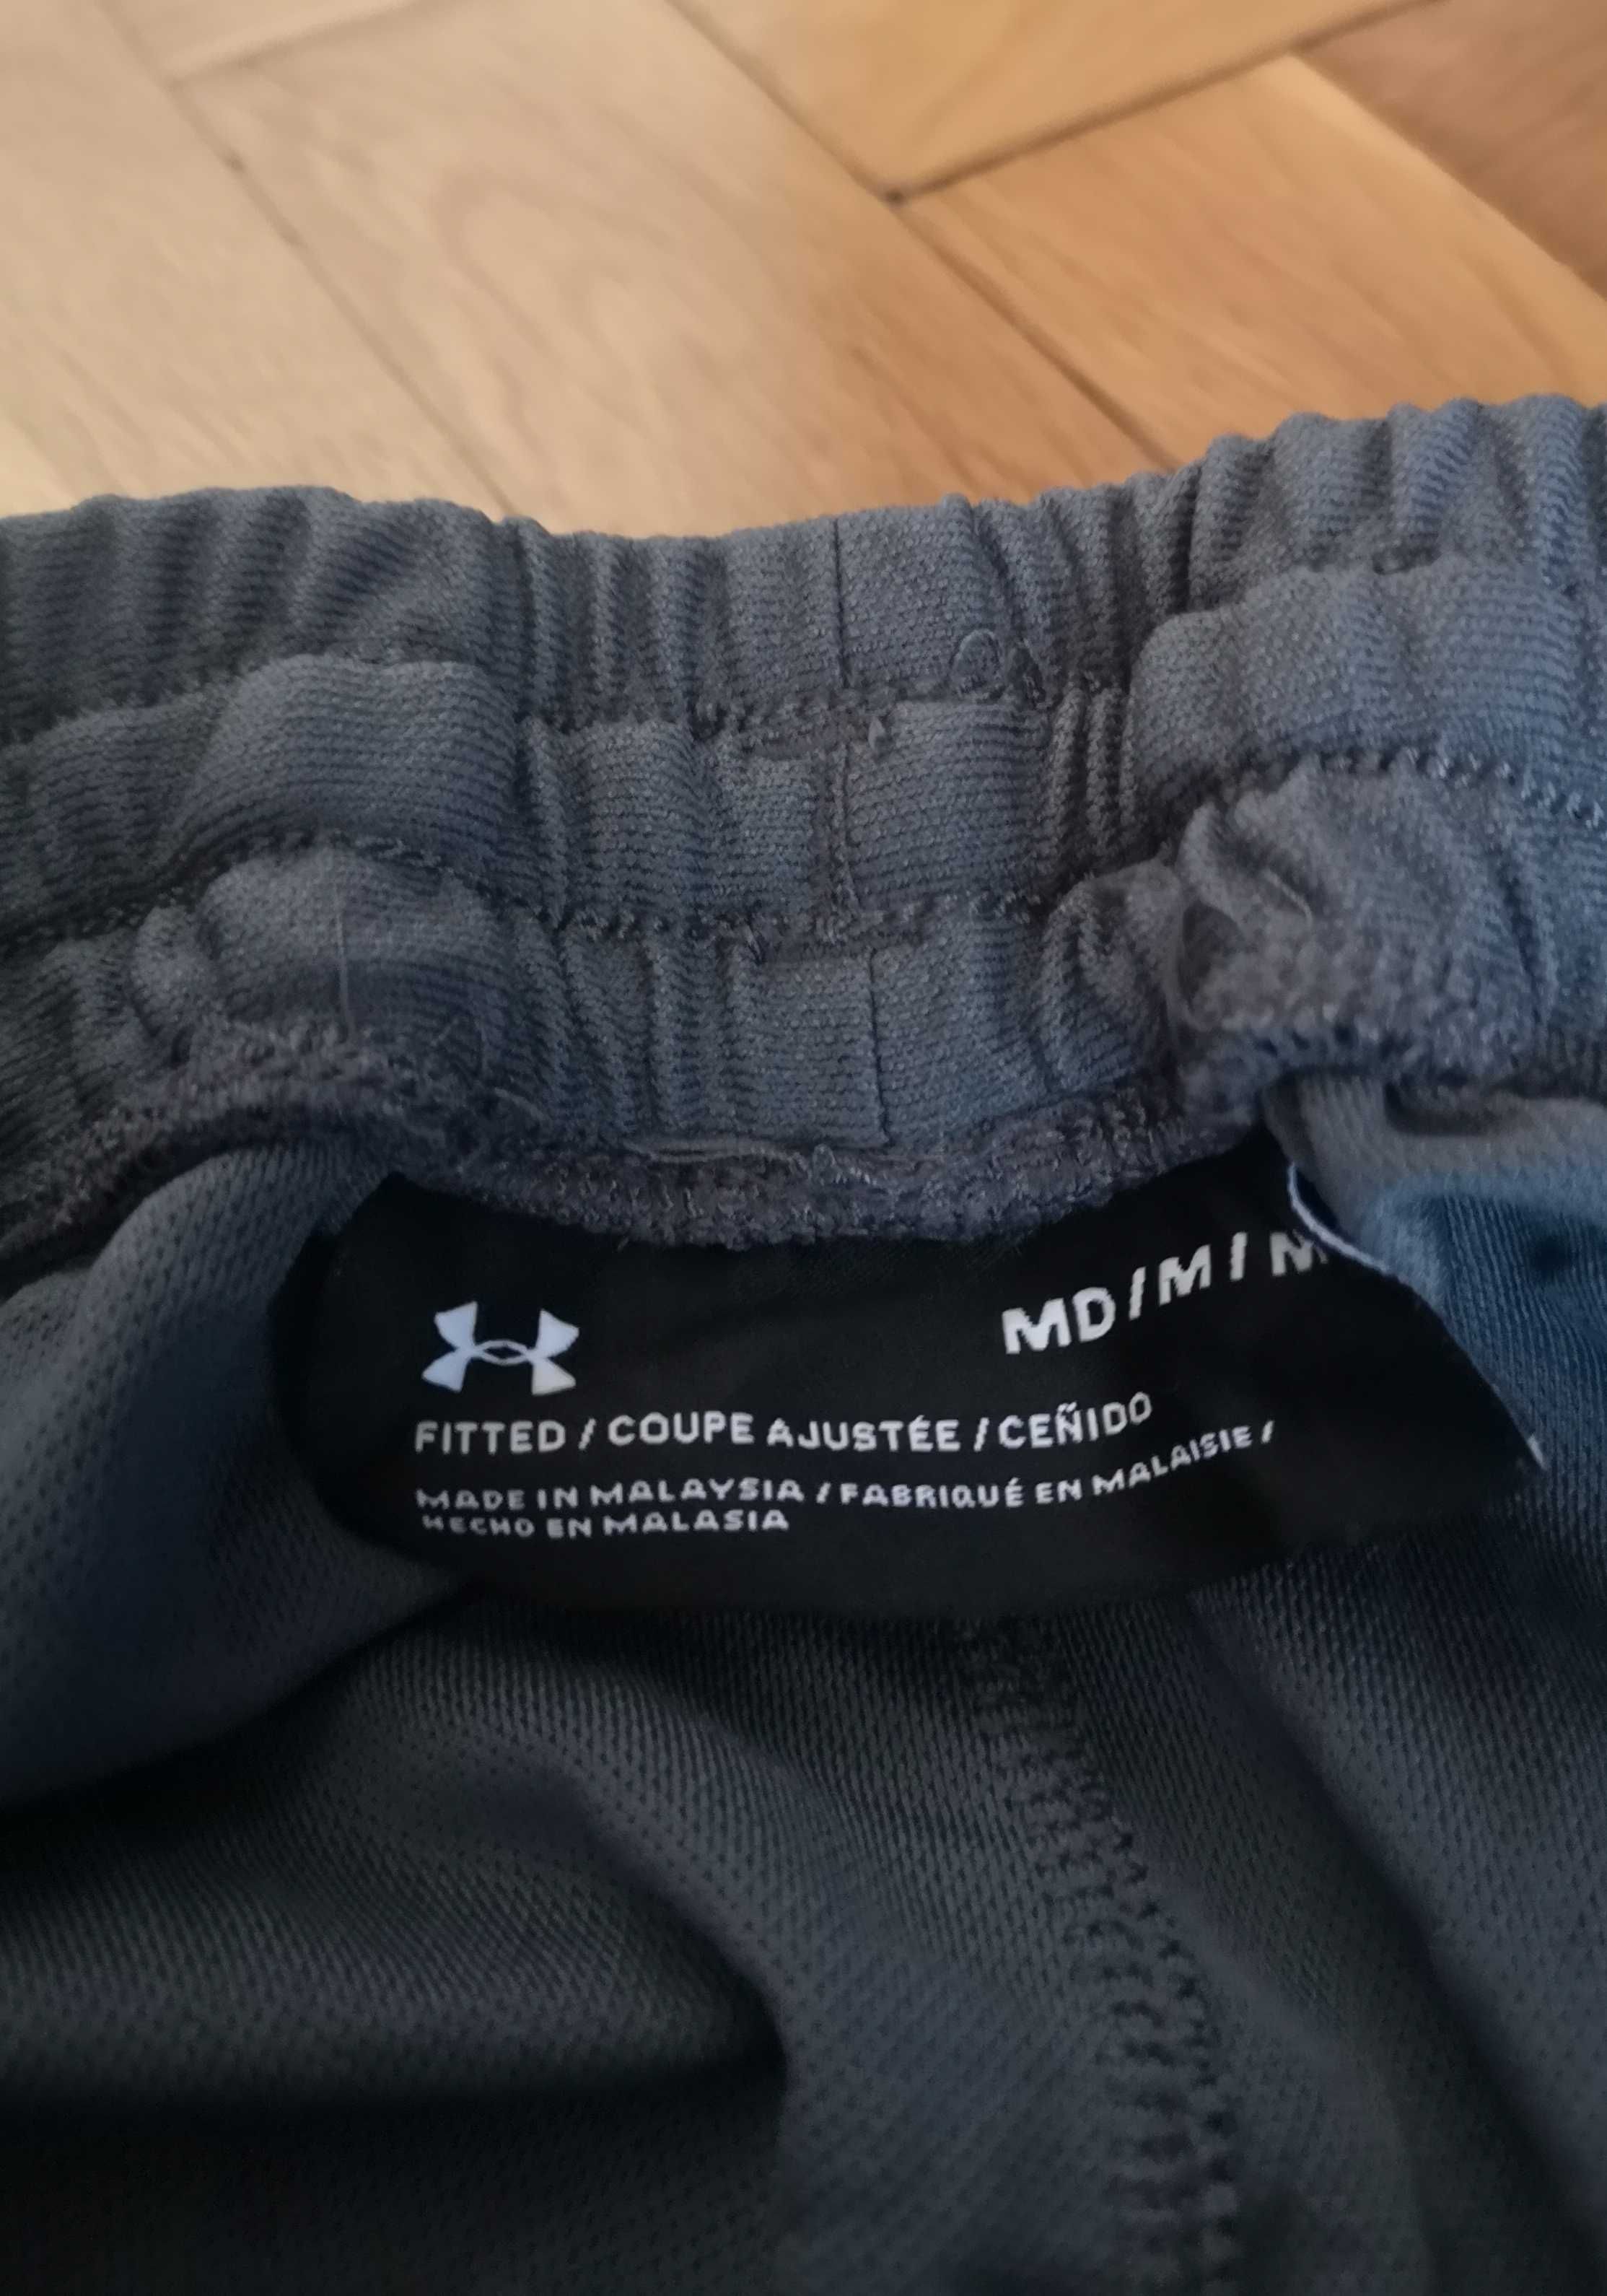 MD / M / M
FITTED / COUPE AJUSTÉE / CEÑIDO
MADE IN MALAYSIA / FABRIQUÉ EN MALAISIE /
HECHO EN MALASIA